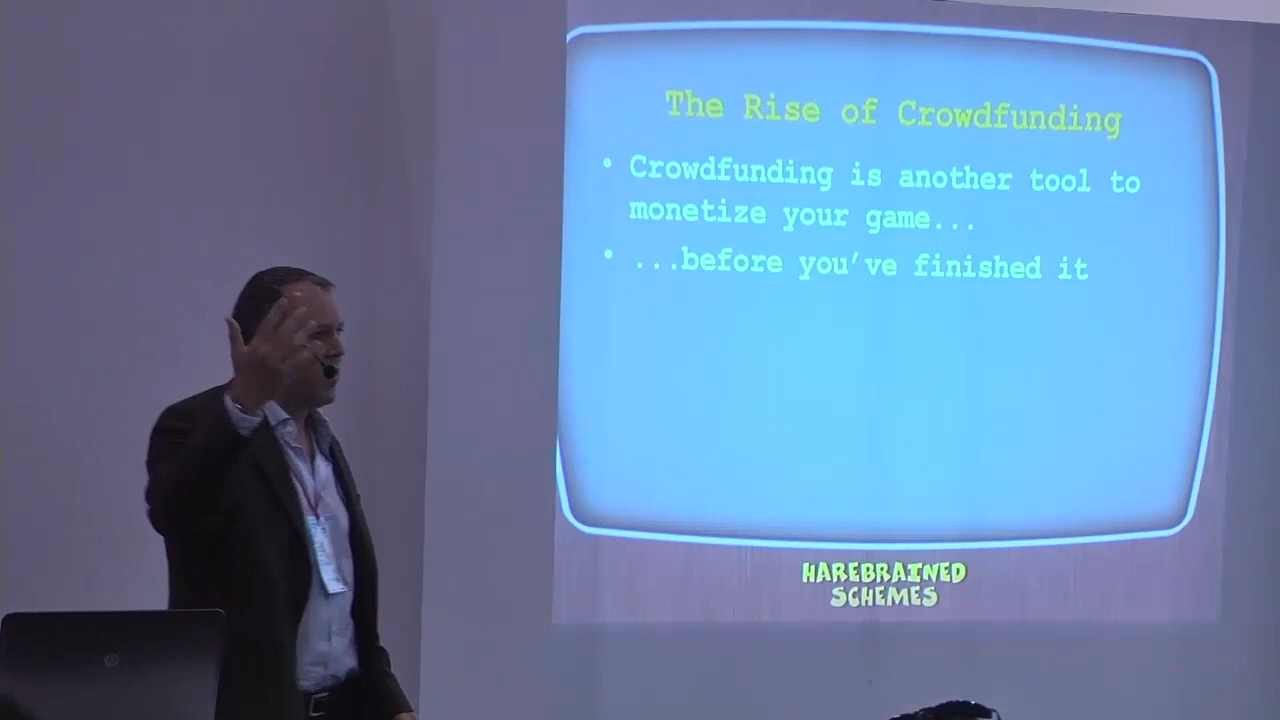 The Rise of Crowdfunding
• Crowdfunding is another tool to
monetize your game...
• ...before you’ve finished it
HAREBRAINED
SCHEMES
hp